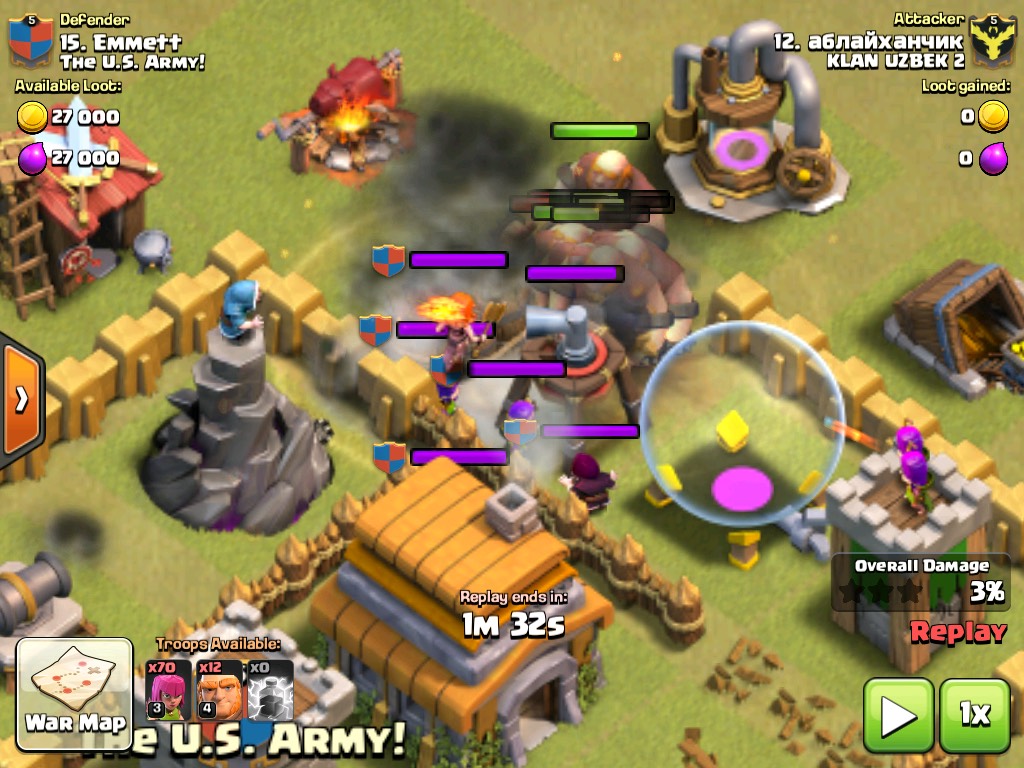 5
Defender
15. Emmett
The U.S. Army!
Available Loot:
27 000
27 000
Attacker
5
12. аблайханчик
KLAN UZBEK 2
Loot gained:
0
0
Overall Damage
3%
Replay
Replay ends in:
1m 32s
Troops Available:
x70
x12
x0
3
4
War Map
The U.S. Army!
1x